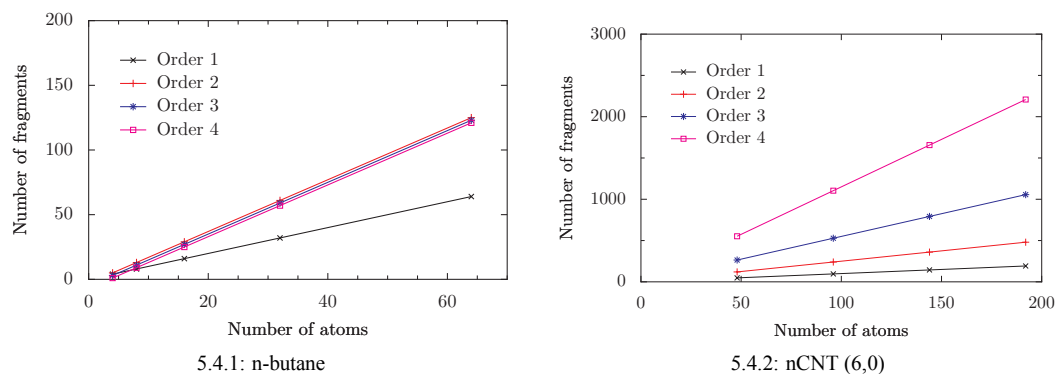 200
150
100
50
0
Number of fragments
Order 1
Order 2
Order 3
Order 4
0 20 40 60
Number of atoms
5.4.1: n-butane
3000
2000
1000
0
Number of fragments
Order 1
Order 2
Order 3
Order 4
0 50 100 150 200
Number of atoms
5.4.2: nCNT (6,0)